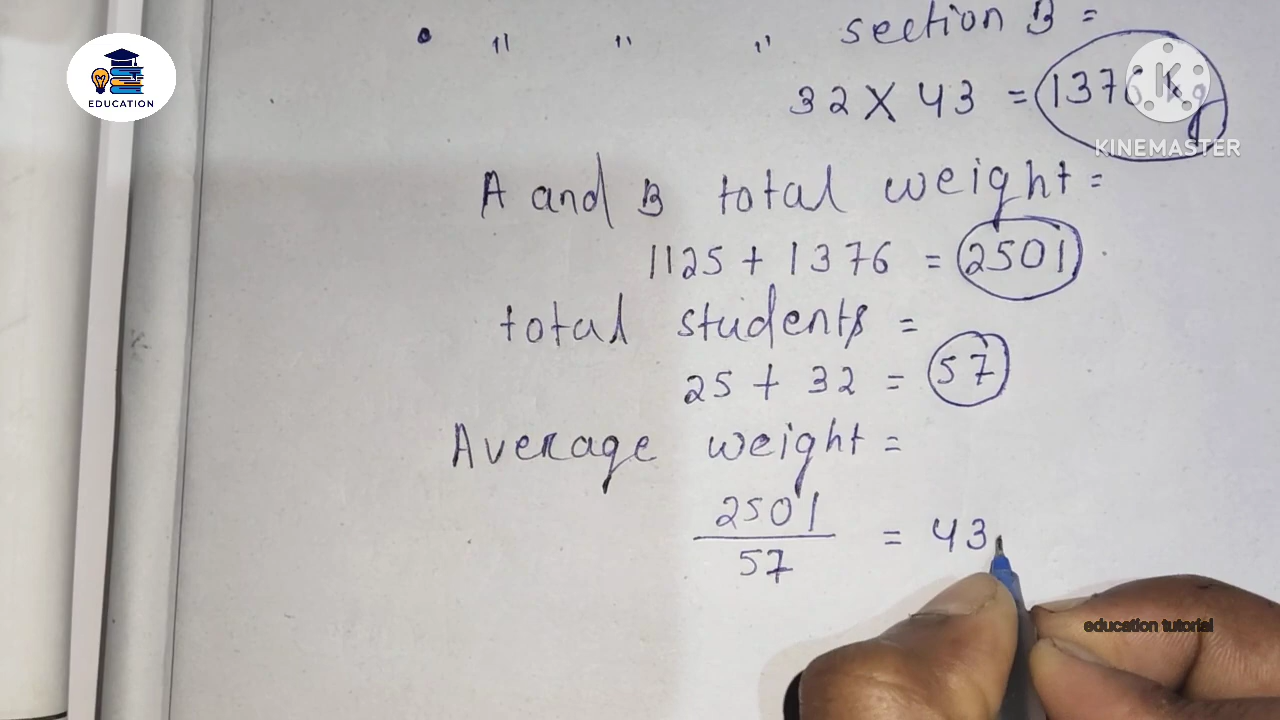 • " " " section B =
EDUCATION
32 X 43 = 1376 Kg
KINEMASTER
A and B total weight =
1125 + 1376 = 2501
total students =
25 + 32 = 57
Average weight =
2501
57
= 43
education tutorial